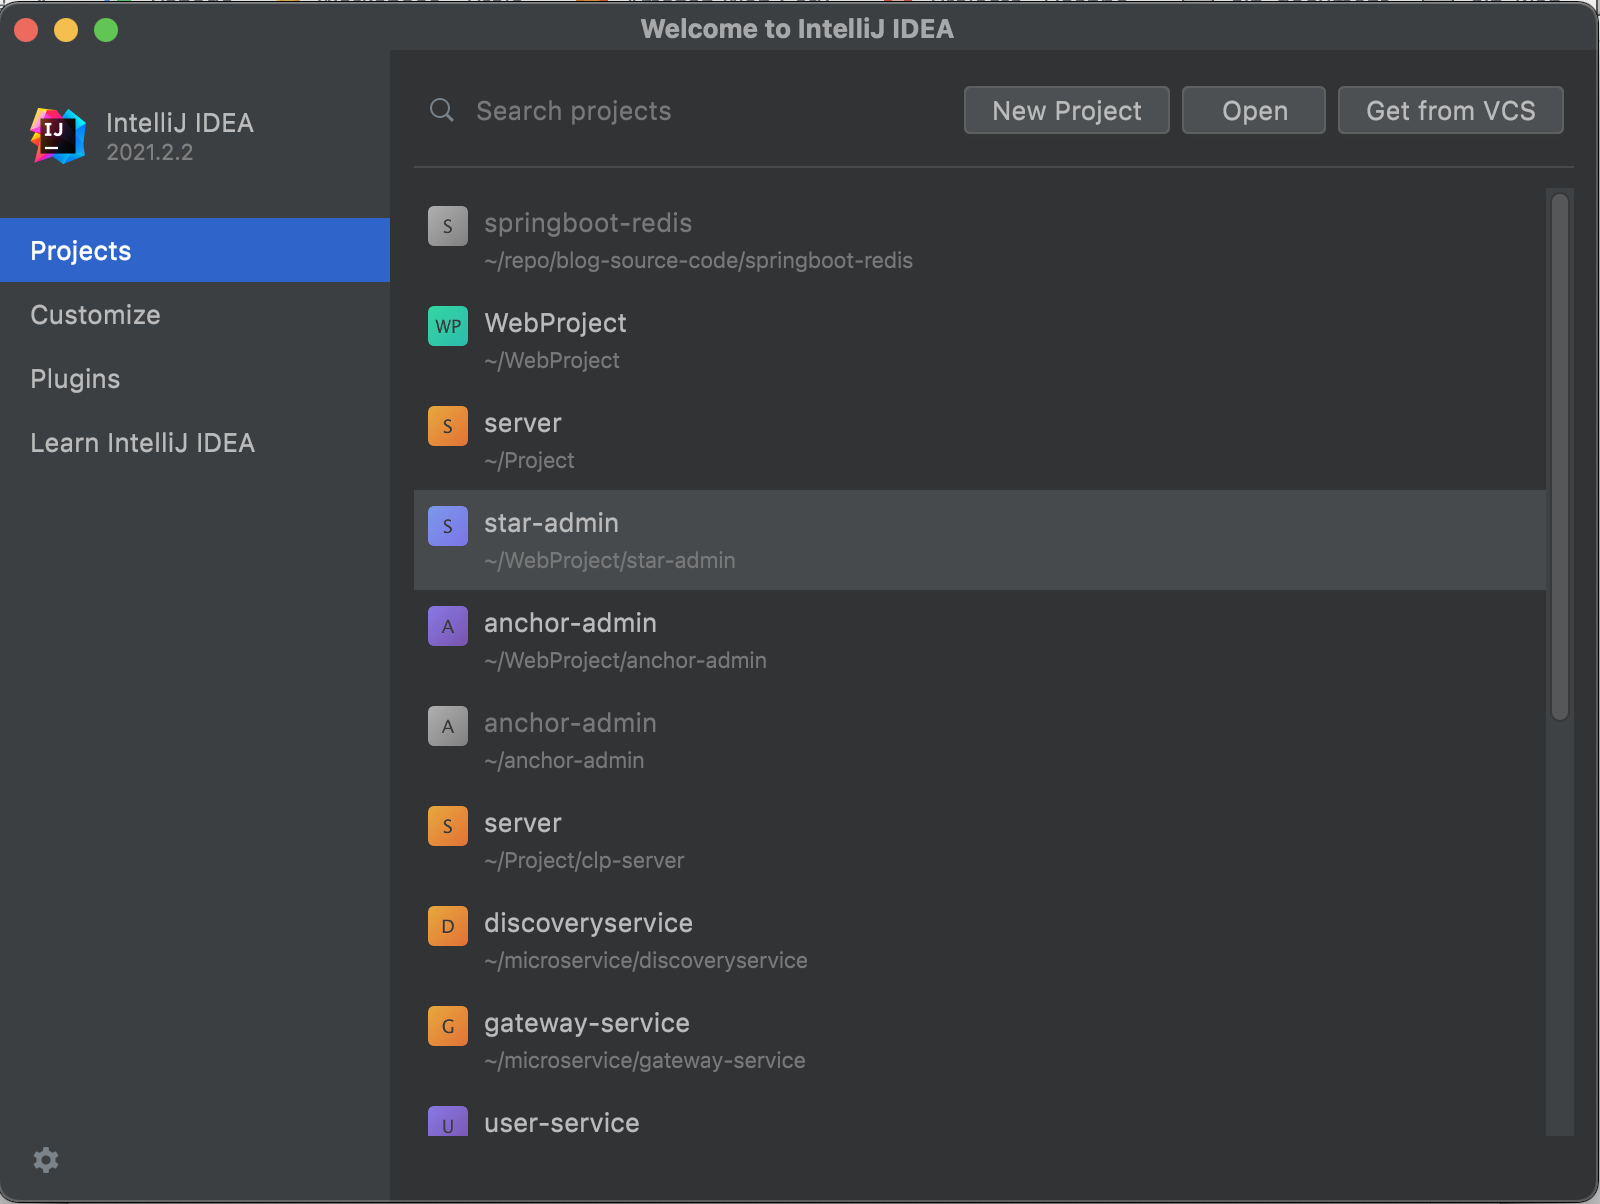 Welcome to IntelliJ IDEA
IJ
IntelliJ IDEA
2021.2.2
Projects
Customize
Plugins
Learn IntelliJ IDEA
Search projects
New Project
Open
Get from VCS
S
springboot-redis
~/repo/blog-source-code/springboot-redis
WP
WebProject
~/WebProject
S
server
~/Project
S
star-admin
~/WebProject/star-admin
A
anchor-admin
~/WebProject/anchor-admin
A
anchor-admin
~/anchor-admin
S
server
~/Project/clp-server
D
discoveryservice
~/microservice/discoveryservice
G
gateway-service
~/microservice/gateway-service
U
user-service